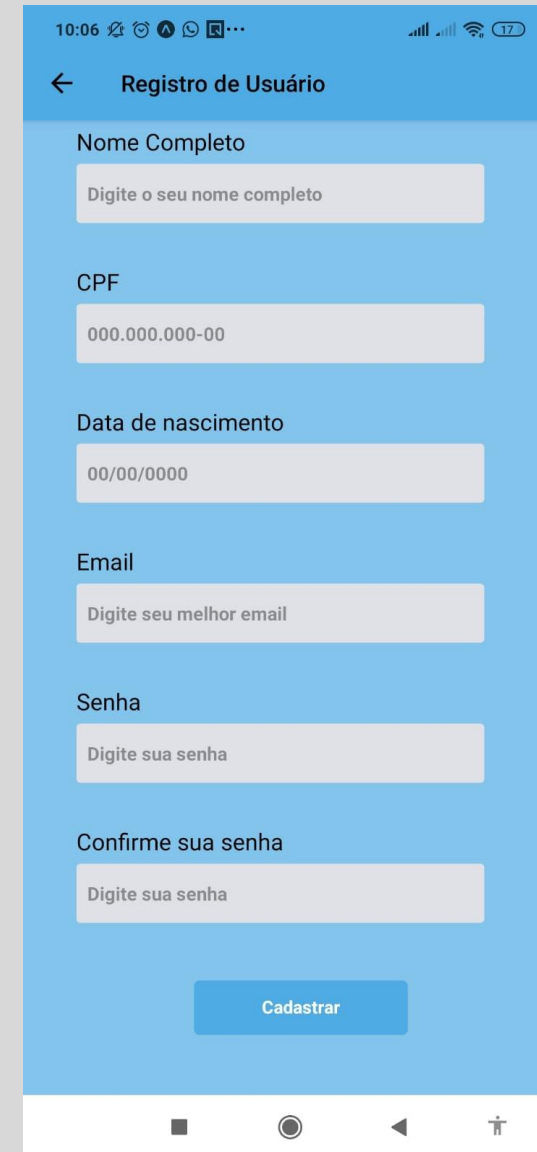 10:06
17
Registro de Usuário
Nome Completo
Digite o seu nome completo
CPF
000.000.000-00
Data de nascimento
00/00/0000
Email
Digite seu melhor email
Senha
Digite sua senha
Confirme sua senha
Digite sua senha
Cadastrar